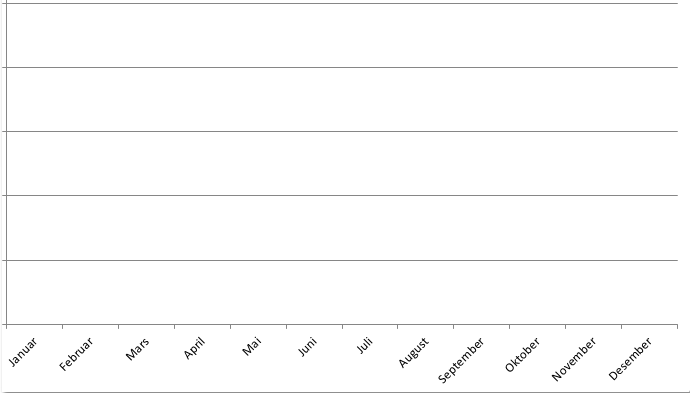 Januar
Februar
Mars
April
Mai
Juni
Juli
August
September
Oktober
November
Desember